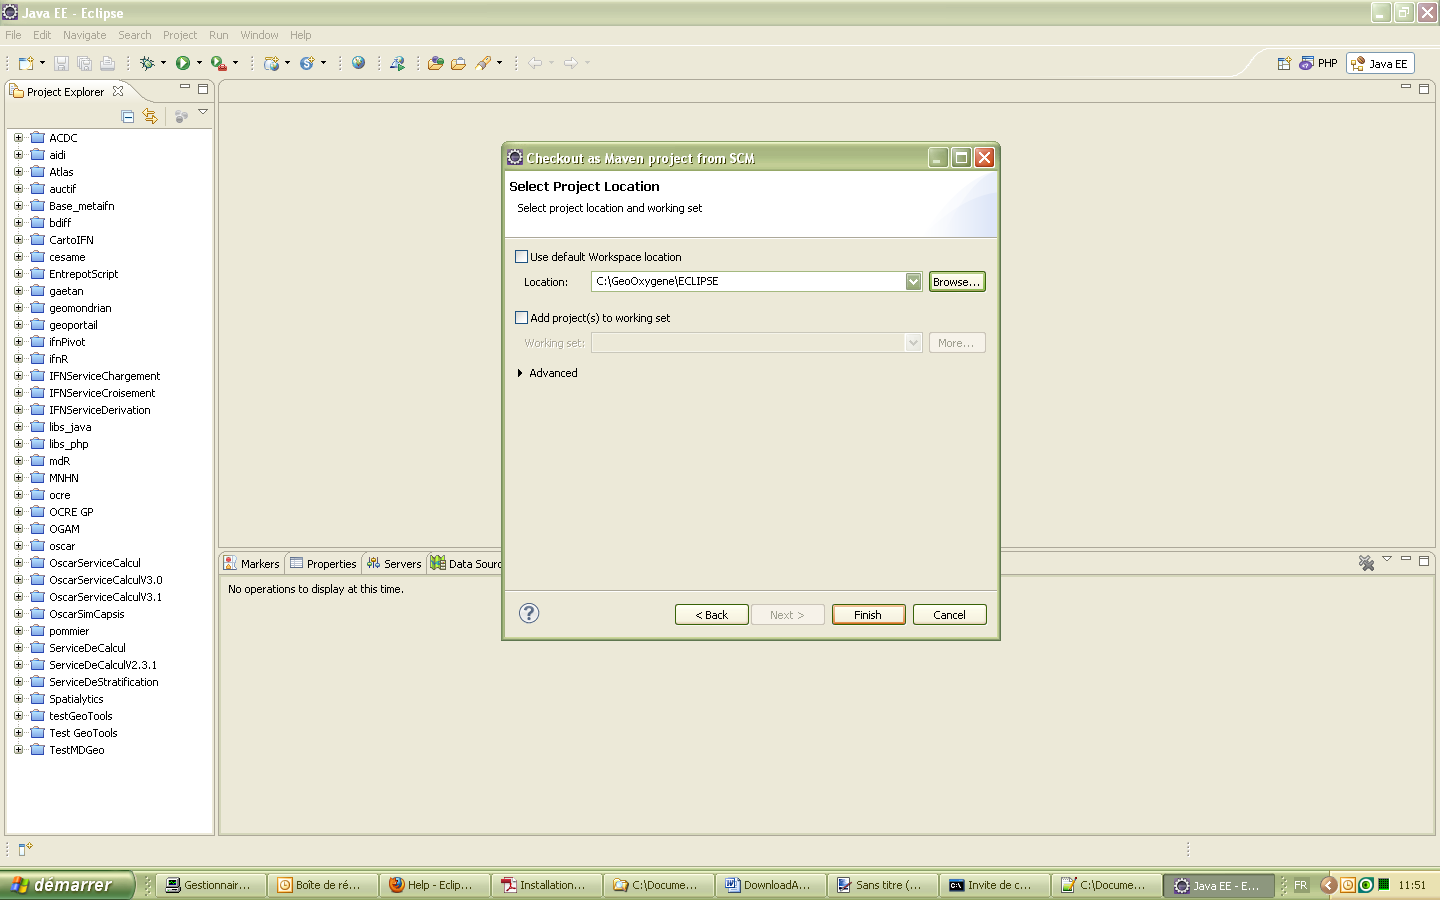 Java EE - Eclipse
File Edit Navigate Search Project Run Window Help
PHP Java EE
Project Explorer
ACDC
aidi
Atlas
auctif
Base_metaifn
bdiff
CartoIFN
cesame
EntrepotScript
gaetan
geomondrian
geoportail
ifnPivot
ifnR
IFNServiceChargement
IFNServiceCroisement
IFNServiceDerivation
libs_java
libs_php
mdR
MNHN
ocre
OCRE GP
OGAM
oscar
OscarServiceCalcul
OscarServiceCalculV3.0
OscarServiceCalculV3.1
OscarSimCapsis
pommier
ServiceDeCalcul
ServiceDeCalculV2.3.1
ServiceDeStratification
Spatialytics
testGeoTools
Test GeoTools
TestMDGeo
Checkout as Maven project from SCM
Select Project Location
Select project location and working set
Use default Workspace location
Location: C:\GeoOxygene\ECLIPSE Browse...
Add project(s) to working set
Working set: More...
Advanced
< Back Next > Finish Cancel
Markers Properties Servers Data Sourc
No operations to display at this time.
démarrer Gestionnair... Boîte de ré... Help - Eclip... Installation... C:\Docume... DownloadA... Sans titre (... Invite de c... C:\Docume... Java EE - E... FR 11:51